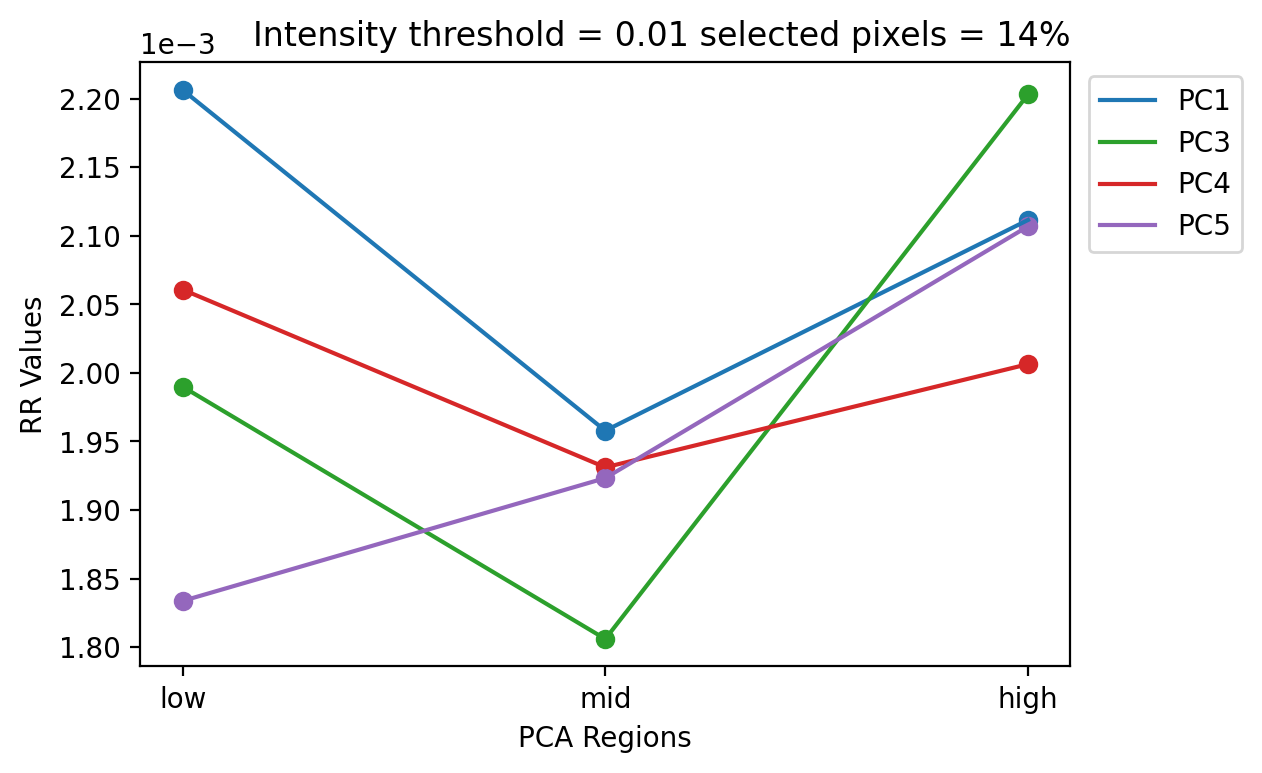 Intensity threshold = 0.01 selected pixels = 14%
1e−3
2.20
2.15
2.10
2.05
2.00
1.95
1.90
1.85
1.80
RR Values
low
mid
high
PCA Regions
PC1
PC3
PC4
PC5